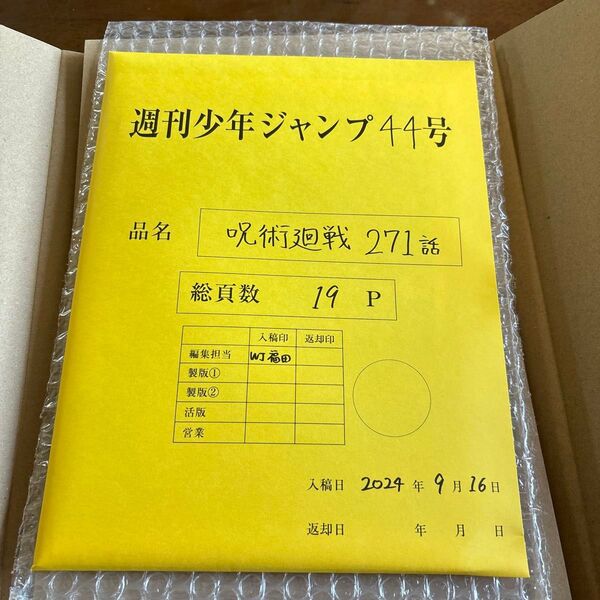 週刊少年ジャンプ44号
品名 呪術廻戦 271話
総頁数 19 P
入稿印 返却印
編集担当 WJ福田
製版①
製版②
活版
営業
入稿日 2024 年 9 月 16 日
返却日 年 月 日